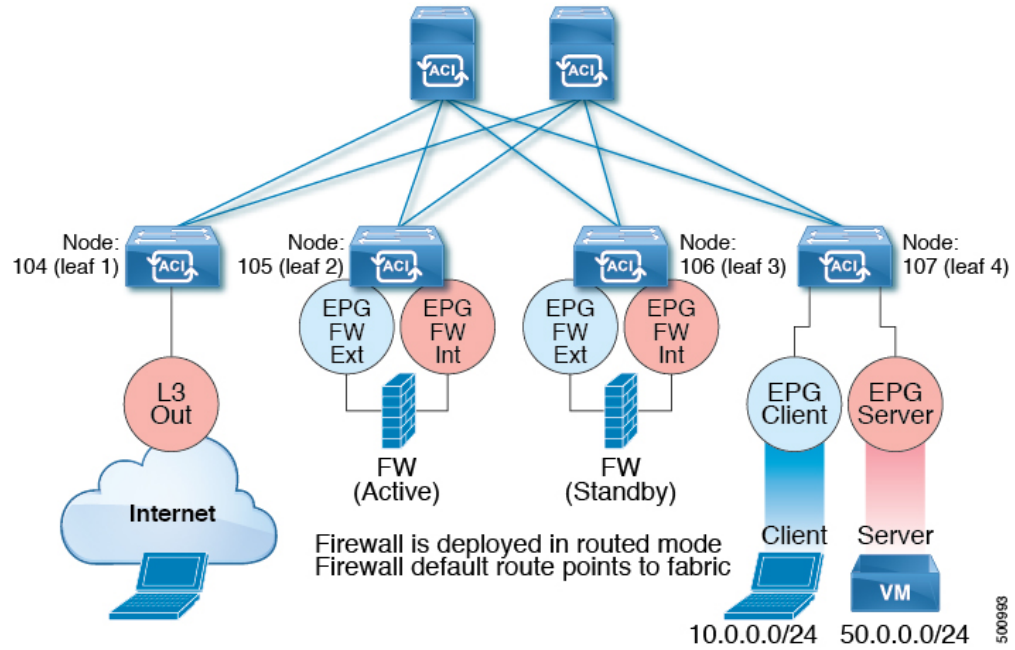 ACI
ACI
Node:
104 (leaf 1)
ACI
Node:
105 (leaf 2)
ACI
ACI
Node:
106 (leaf 3)
ACI
Node:
107 (leaf 4)
EPG
FW
Ext
EPG
FW
Int
EPG
FW
Ext
EPG
FW
Int
L3
Out
EPG
Client
EPG
Server
FW
(Active)
FW
(Standby)
Internet
Firewall is deployed in routed mode
Firewall default route points to fabric
Client
Server
VM
10.0.0.0/24
50.0.0.0/24
500993